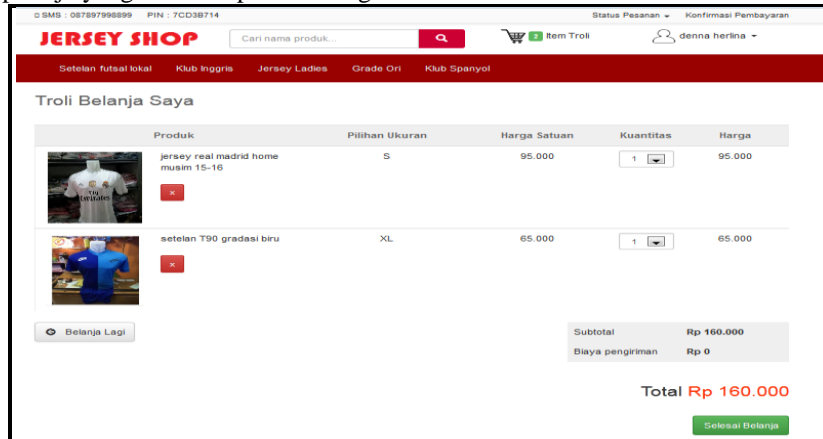 SMS : 087897998899 PIN : 7CD3B714 Status Pesanan Konfirmasi Pembayaran
JERSEY SHOP Cari nama produk... 2 Item Troli denna herlina
Setelan futsal lokal Klub Inggris Jersey Ladies Grade Ori Klub Spanyol
Troli Belanja Saya
Produk Pilihan Ukuran Harga Satuan Kuantitas Harga
jersey real madrid home S 95.000 1 95.000
musim 15-16
×
Fly
Emirates
setelan T90 gradasi biru XL 65.000 1 65.000
×
Belanja Lagi Subtotal Rp 160.000
Biaya pengiriman Rp 0
Total Rp 160.000
Selesai Belanja